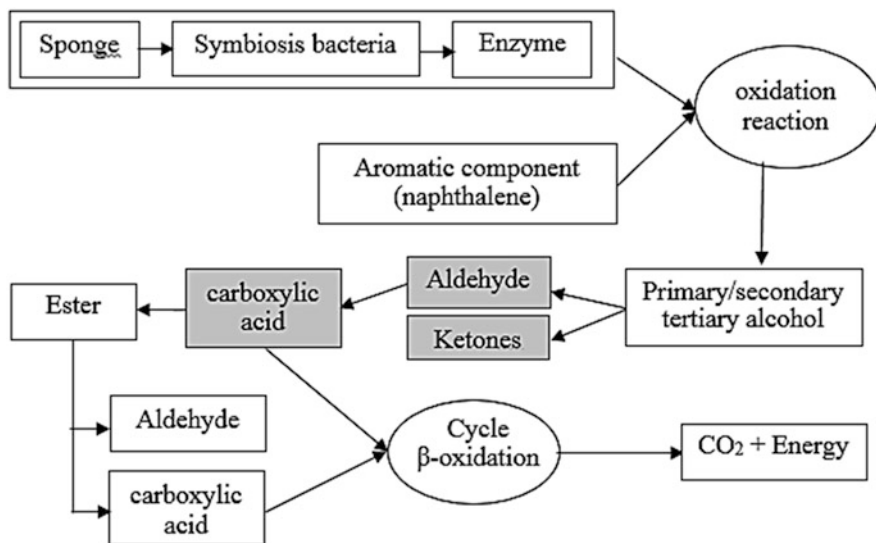 Sponge
Symbiosis bacteria
Enzyme
oxidation
reaction
Aromatic component
(naphthalene)
Aldehyde
Ketones
carboxylic
acid
Ester
Primary/secondary
tertiary alcohol
Aldehyde
carboxylic
acid
Cycle
β-oxidation
CO₂ + Energy